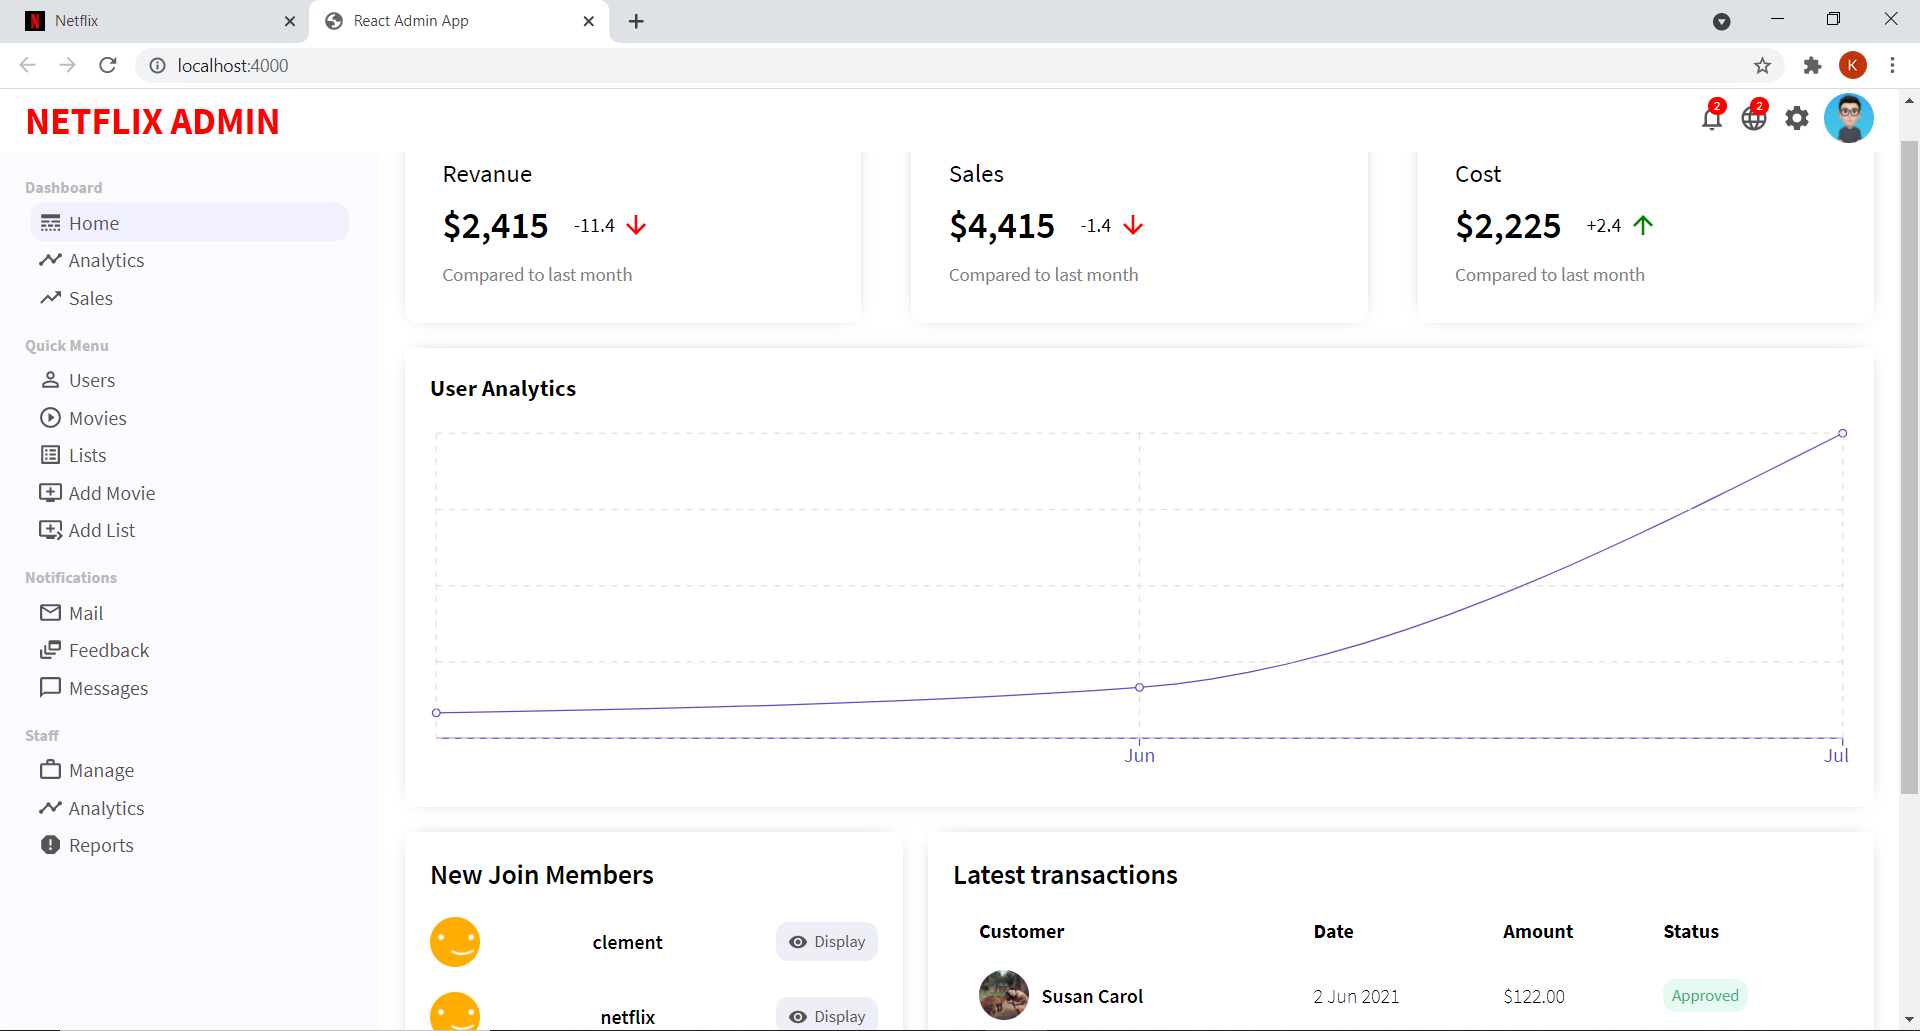 Netflix
React Admin App
localhost:4000
K
NETFLIX ADMIN
2
2
Dashboard
Home
Analytics
Sales
Quick Menu
Users
Movies
Lists
Add Movie
Add List
Notifications
Mail
Feedback
Messages
Staff
Manage
Analytics
Reports
Revanue
$2,415 -11.4
Compared to last month
Sales
$4,415 -1.4
Compared to last month
Cost
$2,225 +2.4
Compared to last month
User Analytics
Jun
Jul
New Join Members
clement Display
netflix Display
Latest transactions
Customer Date Amount Status
Susan Carol 2 Jun 2021 $122.00 Approved